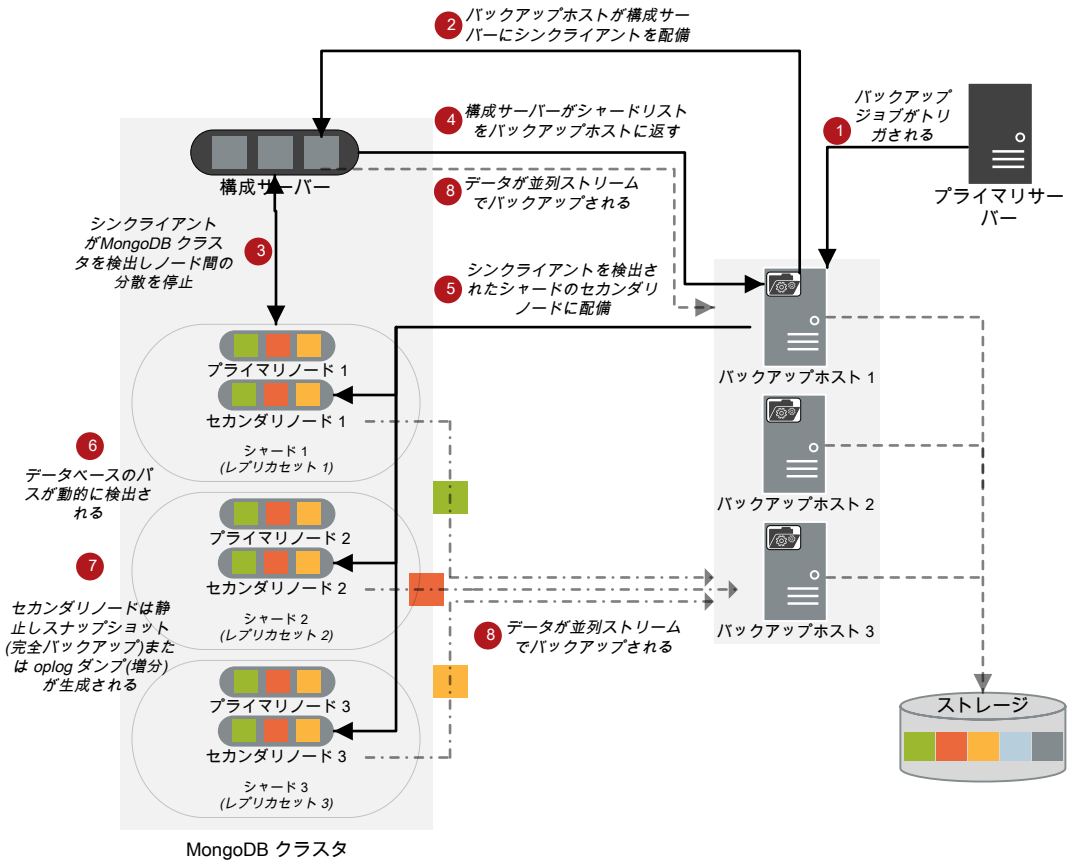 2
バックアップホストが構成サー
バーにシンクライアントを配備
4
構成サーバーがシャードリスト
をバックアップホストに返す
バックアップ
ジョブがトリ
ガされる
1
構成サーバー
8
データが並列ストリーム
でバックアップされる
プライマリサー
バー
シンクライアント
がMongoDB クラス
タを検出しノード間の
分散を停止
3
5
シンクライアントを検出さ
れたシャードのセカンダリ
ノードに配備
プライマリノード 1
セカンダリノード 1
シャード 1
(レプリカセット 1)
バックアップホスト 1
6
データベースのパ
スが動的に検出さ
れる
バックアップホスト 2
プライマリノード 2
セカンダリノード 2
シャード 2
(レプリカセット 2)
7
セカンダリノードは静
止しスナップショット
(完全バックアップ)また
は oplog ダンプ(増分)
が生成される
バックアップホスト 3
8
データが並列ストリーム
でバックアップされる
プライマリノード 3
セカンダリノード 3
シャード 3
(レプリカセット 3)
ストレージ
MongoDB クラスタ